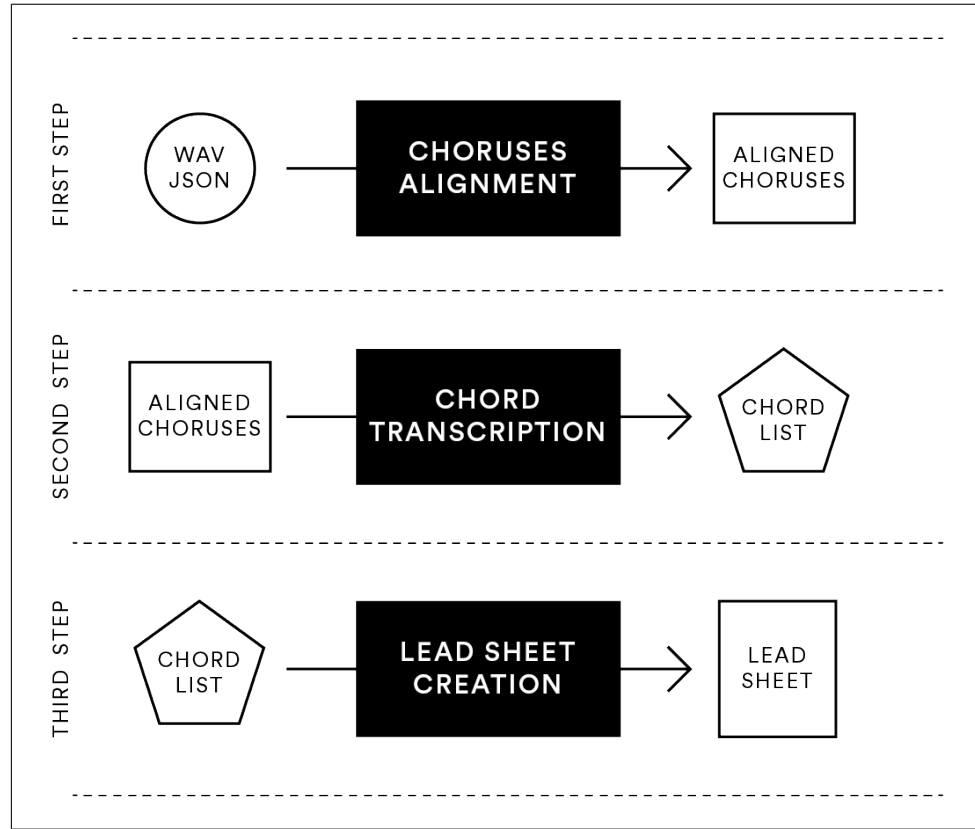 FIRST STEP
WAV
JSON
CHORUSES
ALIGNMENT
ALIGNED
CHORUSES
SECOND STEP
ALIGNED
CHORUSES
CHORD
TRANSCRIPTION
CHORD
LIST
THIRD STEP
CHORD
LIST
LEAD SHEET
CREATION
LEAD
SHEET